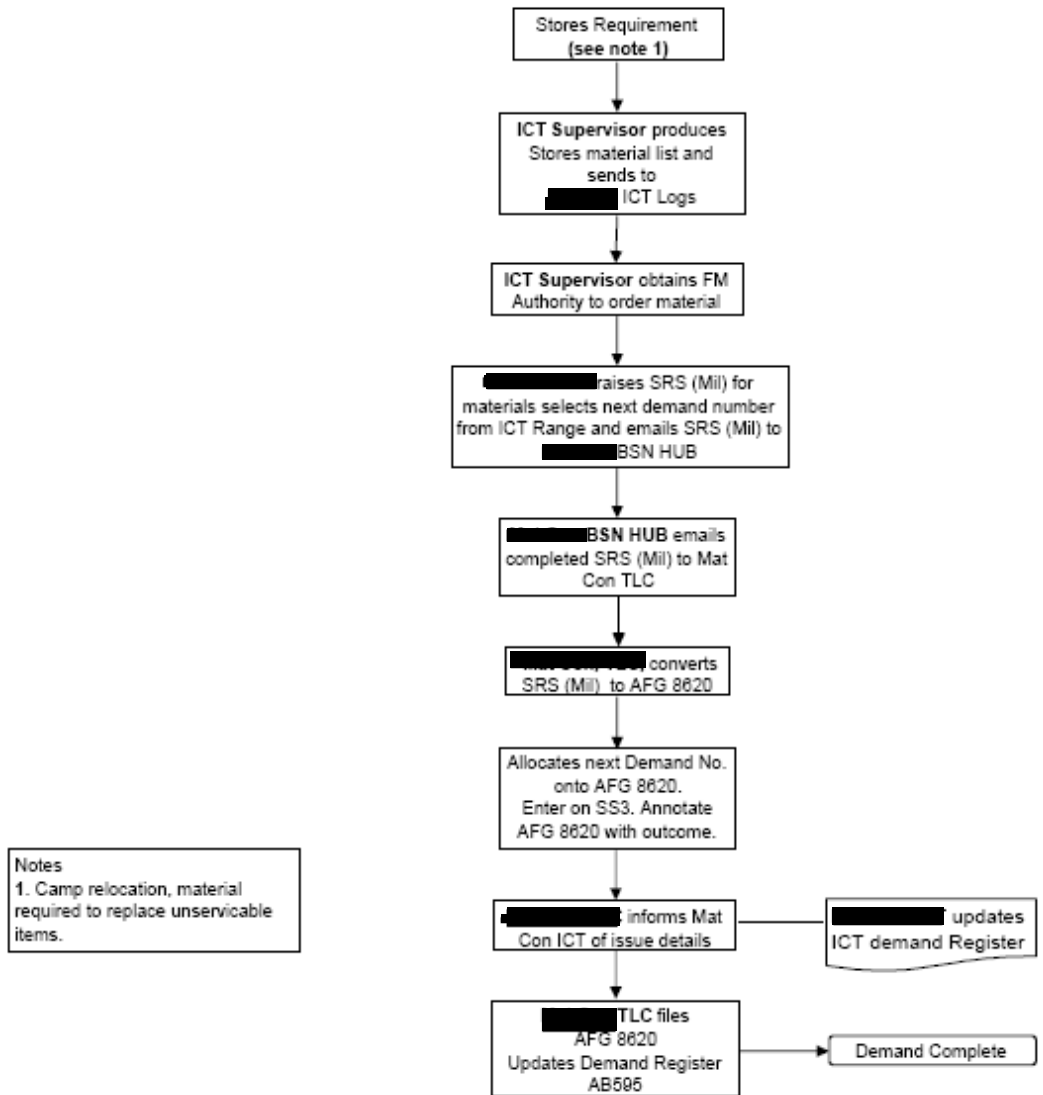 Stores Requirement
(see note 1)
ICT Supervisor produces
Stores material list and
sends to
ICT Logs
ICT Supervisor obtains FM
Authority to order material
raises SRS (Mil) for
materials selects next demand number
from ICT Range and emails SRS (Mil) to
BSN HUB
BSN HUB emails
completed SRS (Mil) to Mat
Con TLC
converts
SRS (Mil) to AFG 8620
Allocates next Demand No.
onto AFG 8620.
Enter on SS3. Annotate
AFG 8620 with outcome.
informs Mat
Con ICT of issue details
updates
ICT demand Register
TLC files
AFG 8620
Updates Demand Register
AB595
Demand Complete
Notes
1. Camp relocation, material
required to replace unservicable
items.